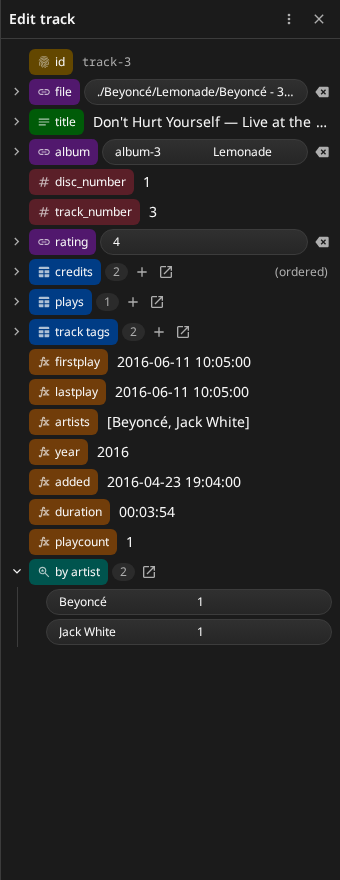 Edit track
id track-3
file ./Beyoncé/Lemonade/Beyoncé - 3...
title Don't Hurt Yourself — Live at the ...
album album-3 Lemonade
disc_number 1
track_number 3
rating 4
credits 2 (ordered)
plays 1
track tags 2
firstplay 2016-06-11 10:05:00
lastplay 2016-06-11 10:05:00
artists [Beyoncé, Jack White]
year 2016
added 2016-04-23 19:04:00
duration 00:03:54
playcount 1
by artist 2
Beyoncé 1
Jack White 1